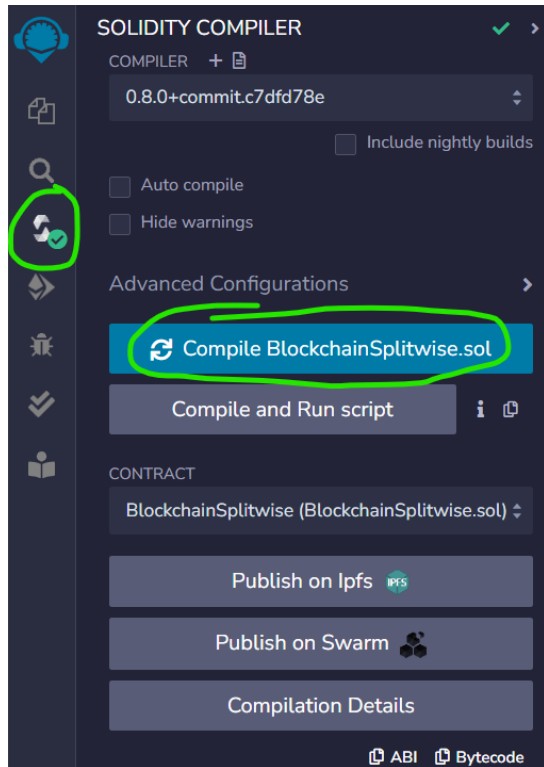 SOLIDITY COMPILER
COMPILER
0.8.0+commit.c7dfd78e
Include nightly builds
Auto compile
Hide warnings
Advanced Configurations
Compile BlockchainSplitwise.sol
Compile and Run script
i
CONTRACT
BlockchainSplitwise (BlockchainSplitwise.sol)
Publish on Ipfs IPFS
Publish on Swarm
Compilation Details
ABI Bytecode